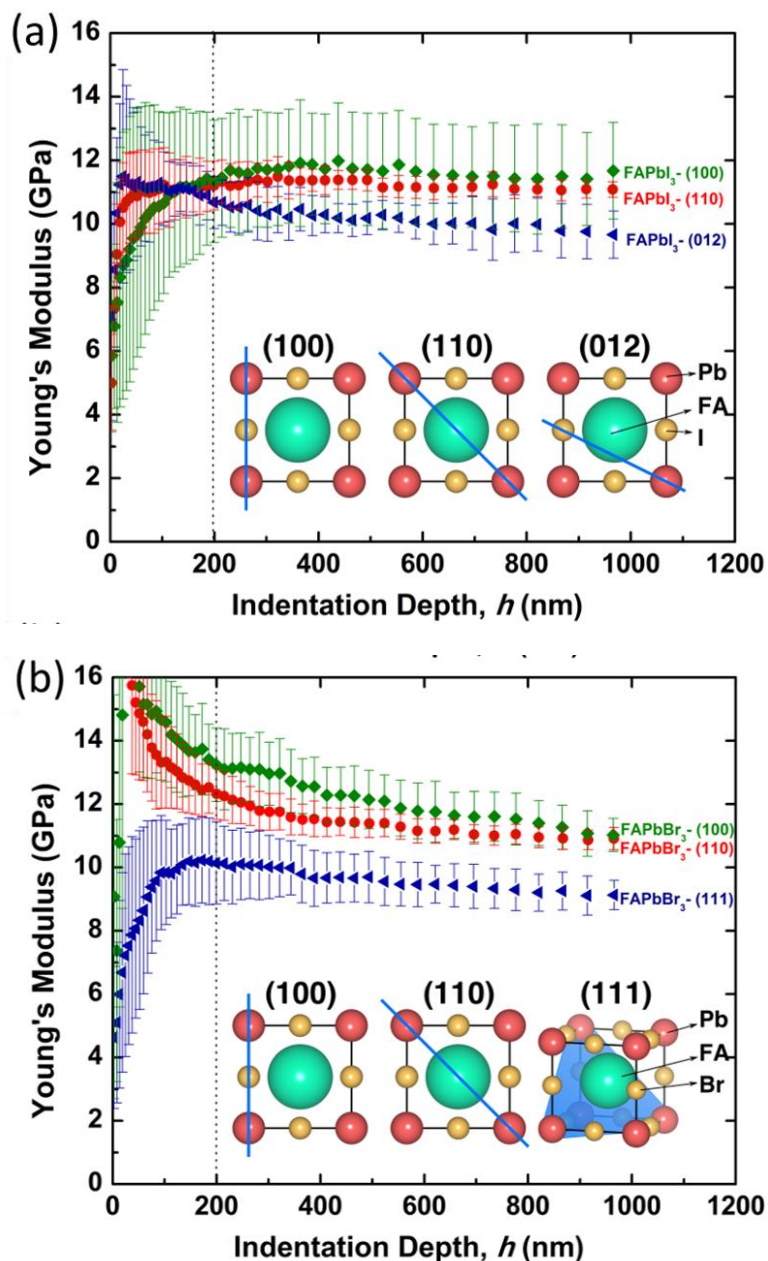 (a)
16
14
12
10
8
6
4
2
0
Young's Modulus (GPa)
FAPbI3- (100)
FAPbI3- (110)
FAPbI3- (012)
(100) (110) (012)
Pb
FA
I
0 200 400 600 800 1000 1200
Indentation Depth, h (nm)
(b)
16
14
12
10
8
6
4
2
0
Young's Modulus (GPa)
FAPbBr3- (100)
FAPbBr3- (110)
FAPbBr3- (111)
(100) (110) (111)
Pb
FA
Br
0 200 400 600 800 1000 1200
Indentation Depth, h (nm)